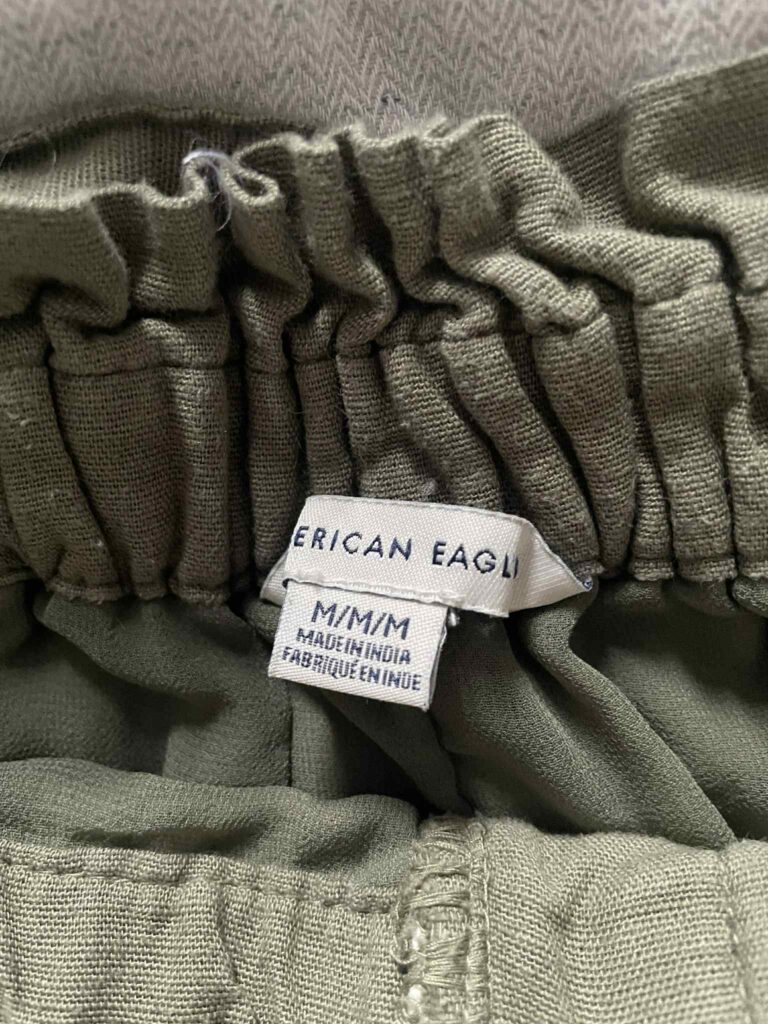 ERICAN EAGL
M/M/M
MADE IN INDIA
FABRIQUÉ EN INDE